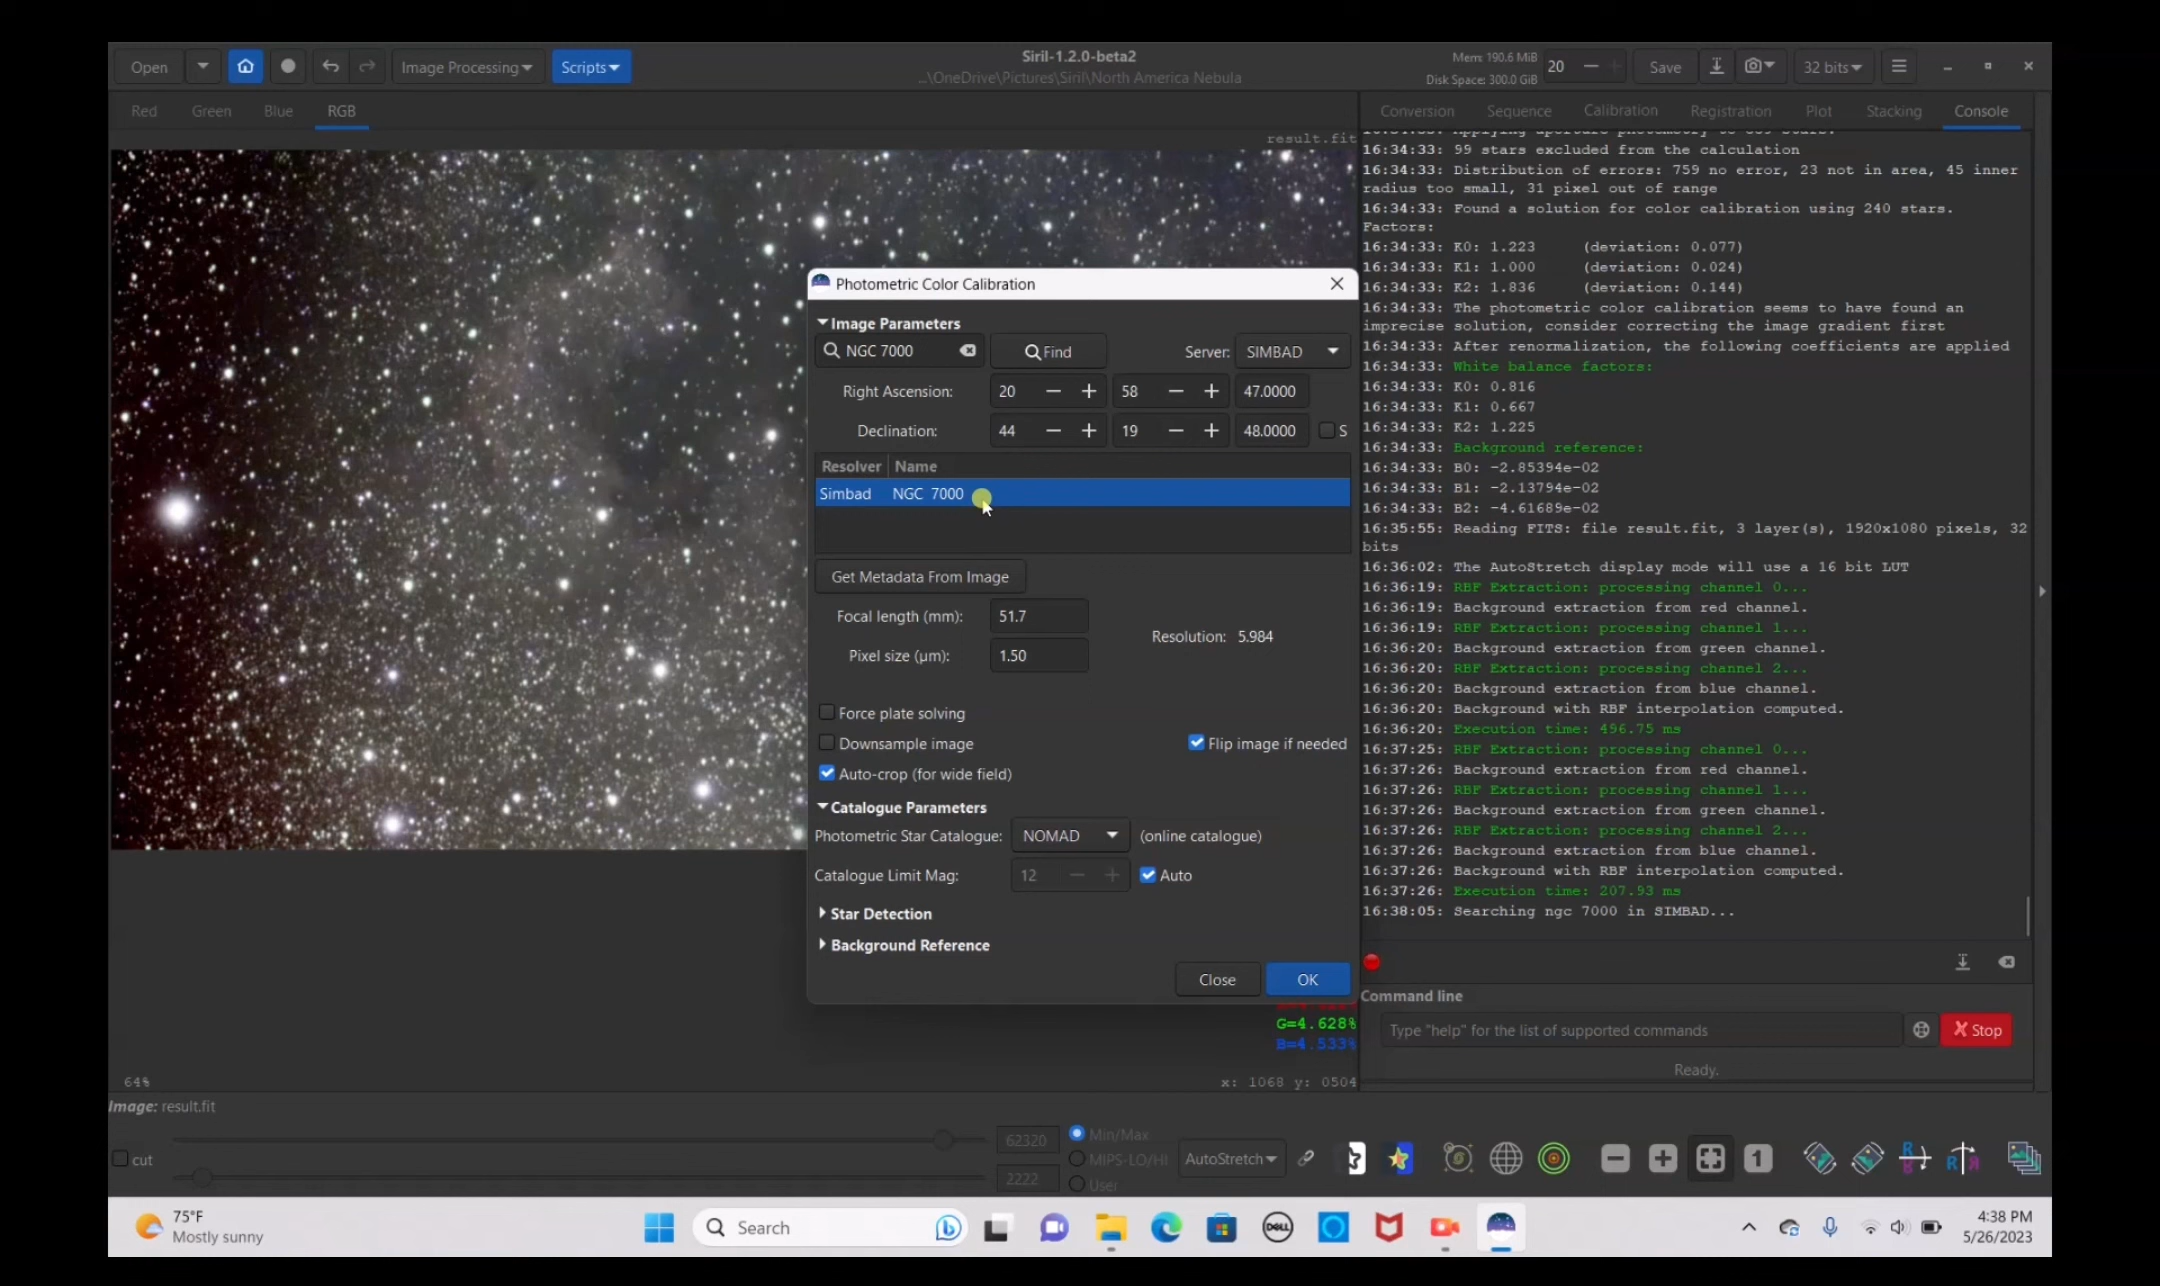 Open
Image Processing
Scripts
Siril-1.2.0-beta2
...\OneDrive\Pictures\Siril\North America Nebula
Mem: 190.6 MiB
Disk Space: 300.0 GiB
20
Save
32 bits
Red Green Blue RGB
result.fit
Conversion Sequence Calibration Registration Plot Stacking Console
16:34:33: Applying aperture photometry to
16:34:33: 99 stars excluded from the calculation
16:34:33: Distribution of errors: 759 no error, 23 not in area, 45 inner
radius too small, 31 pixel out of range
16:34:33: Found a solution for color calibration using 240 stars.
Factors:
16:34:33: K0: 1.223 (deviation: 0.077)
16:34:33: K1: 1.000 (deviation: 0.024)
16:34:33: K2: 1.836 (deviation: 0.144)
16:34:33: The photometric color calibration seems to have found an
imprecise solution, consider correcting the image gradient first
16:34:33: After renormalization, the following coefficients are applied
16:34:33: White balance factors:
16:34:33: K0: 0.816
16:34:33: K1: 0.667
16:34:33: K2: 1.225
16:34:33: Background reference:
16:34:33: B0: -2.85394e-02
16:34:33: B1: -2.13794e-02
16:34:33: B2: -4.61689e-02
16:35:55: Reading FITS: file result.fit, 3 layer(s), 1920x1080 pixels, 32
bits
16:36:02: The AutoStretch display mode will use a 16 bit LUT
16:36:19: RBF Extraction: processing channel 0...
16:36:19: Background extraction from red channel.
16:36:19: RBF Extraction: processing channel 1...
16:36:20: Background extraction from green channel.
16:36:20: RBF Extraction: processing channel 2...
16:36:20: Background extraction from blue channel.
16:36:20: Background with RBF interpolation computed.
16:36:20: Execution time: 496.75 ms
16:37:25: RBF Extraction: processing channel 0...
16:37:26: Background extraction from red channel.
16:37:26: RBF Extraction: processing channel 1...
16:37:26: Background extraction from green channel.
16:37:26: RBF Extraction: processing channel 2...
16:37:26: Background extraction from blue channel.
16:37:26: Background with RBF interpolation computed.
16:37:26: Execution time: 207.93 ms
16:38:05: Searching ngc 7000 in SIMBAD...
Command line
Type "help" for the list of supported commands
Stop
Ready.
Photometric Color Calibration
Image Parameters
NGC 7000 Find Server: SIMBAD
Right Ascension: 20 58 47.0000
Declination: 44 19 48.0000 S
Resolver Name
Simbad NGC 7000
Get Metadata From Image
Focal length (mm): 51.7
Resolution: 5.984
Pixel size (µm): 1.50
Force plate solving
Downsample image Flip image if needed
Auto-crop (for wide field)
Catalogue Parameters
Photometric Star Catalogue: NOMAD (online catalogue)
Catalogue Limit Mag: 12 Auto
Star Detection
Background Reference
Close OK
G=4.628%
B=4.533%
64%
x: 1068 y: 0504
Image: result.fit
cut
62320
2222
Min/Max
MIPS-LO/HI
User
AutoStretch
1
75°F
Mostly sunny
Search
DELL
4:38 PM
5/26/2023